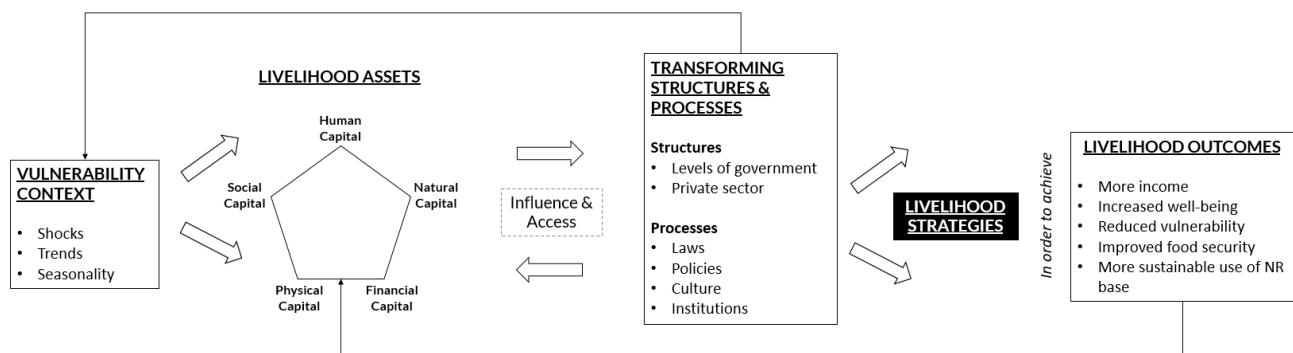 LIVELIHOOD ASSETS
VULNERABILITY
CONTEXT
• Shocks
• Trends
• Seasonality
Human
Capital
Social
Capital
Natural
Capital
Physical
Capital
Financial
Capital
Influence &
Access
TRANSFORMING
STRUCTURES &
PROCESSES
Structures
• Levels of government
• Private sector
Processes
• Laws
• Policies
• Culture
• Institutions
LIVELIHOOD
STRATEGIES
In order to achieve
LIVELIHOOD OUTCOMES
• More income
• Increased well-being
• Reduced vulnerability
• Improved food security
• More sustainable use of NR
base